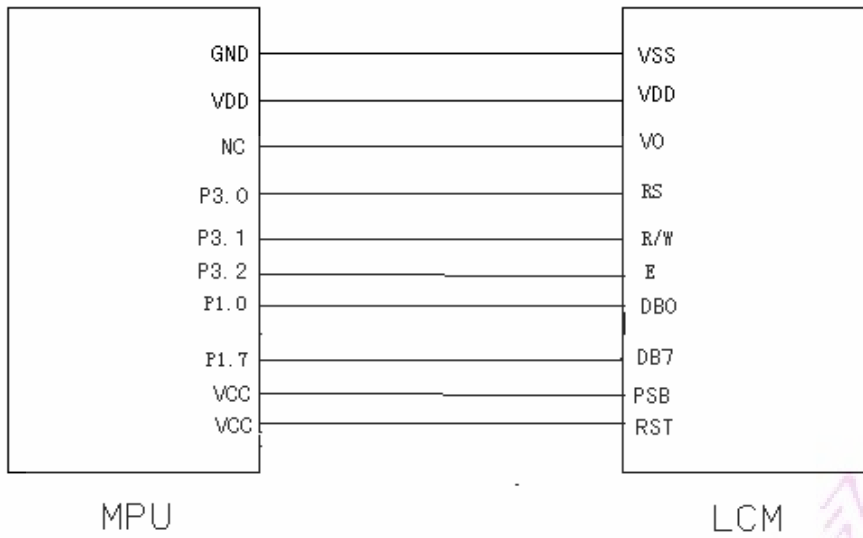 GND VSS
VDD VDD
NC VO
P3.0 RS
P3.1 R/W
P3.2 E
P1.0 DB0
P1.7 DB7
VCC PSB
VCC RST
MPU LCM